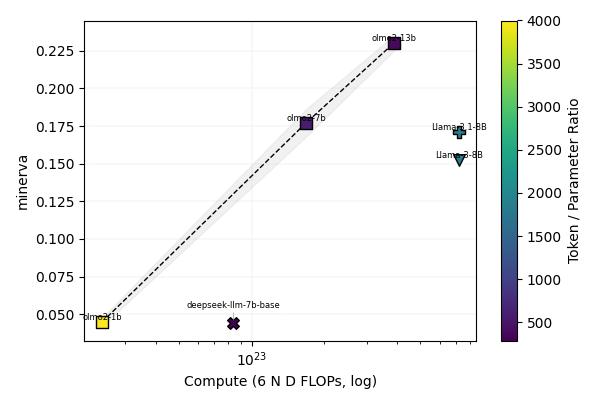 0.225
0.200
0.175
0.150
0.125
0.100
0.075
0.050
minerva
olmo2-13b
olmo2-7b
Llama-3.1-8B
Llama-3-8B
deepseek-llm-7b-base
olmo2-1b
10²³
Compute (6 N D FLOPs, log)
4000
3500
3000
2500
2000
1500
1000
500
Token / Parameter Ratio